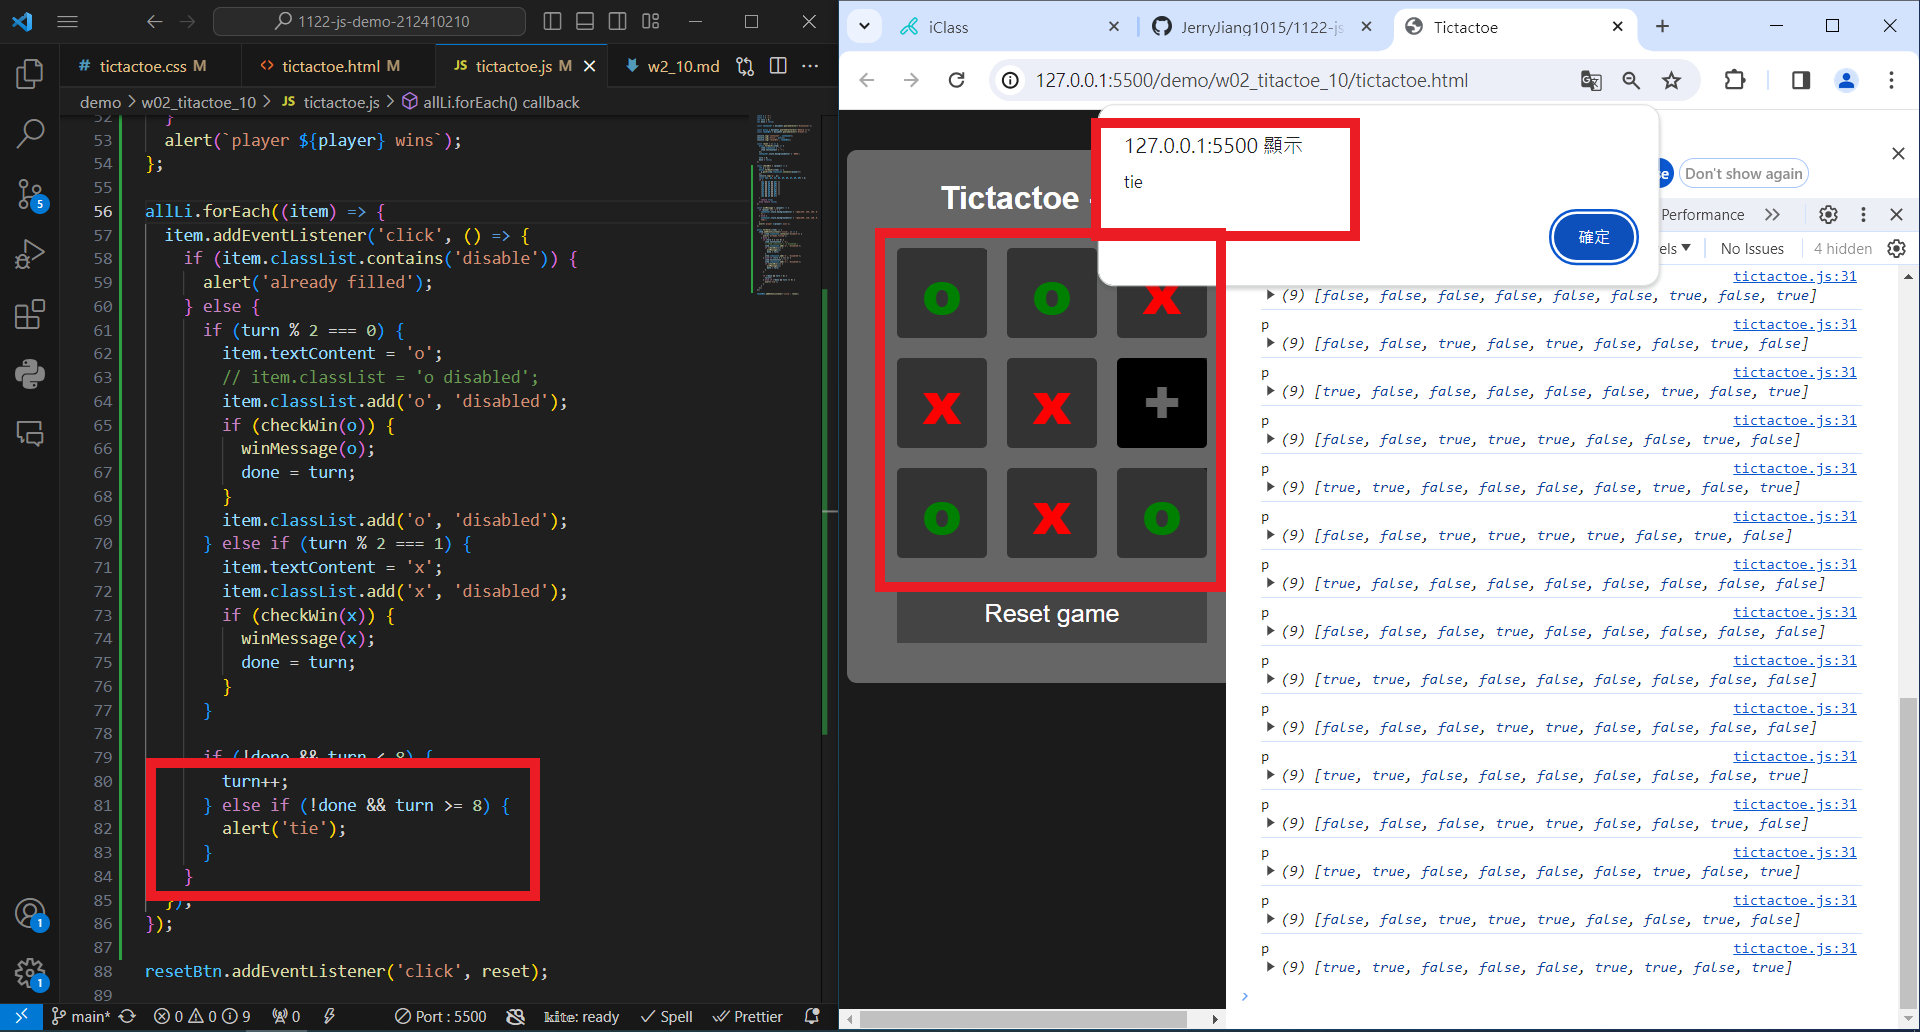 1122-js-demo-212410210
tictactoe.css M
tictactoe.html M
JS tictactoe.js M
w2_10.md
demo > w02_titactoe_10 > JS tictactoe.js > allLi.forEach() callback
52 }
53 alert(`player ${player} wins`);
54 };
55
56 allLi.forEach((item) => {
57 item.addEventListener('click', () => {
58 if (item.classList.contains('disable')) {
59 alert('already filled');
60 } else {
61 if (turn % 2 === 0) {
62 item.textContent = 'o';
63 // item.classList = 'o disabled';
64 item.classList.add('o', 'disabled');
65 if (checkWin(o)) {
66 winMessage(o);
67 done = turn;
68 }
69 item.classList.add('o', 'disabled');
70 } else if (turn % 2 === 1) {
71 item.textContent = 'x';
72 item.classList.add('x', 'disabled');
73 if (checkWin(x)) {
74 winMessage(x);
75 done = turn;
76 }
77 }
78
79 if (!done && turn < 8) {
80 turn++;
81 } else if (!done && turn >= 8) {
82 alert('tie');
83 }
84 }
85 });
86 });
87
88 resetBtn.addEventListener('click', reset);
89
5
1
1
main*
0 0 9
0
Port : 5500
kite: ready
Spell
Prettier
iClass
JerryJiang1015/1122-js
Tictactoe
127.0.0.1:5500/demo/w02_titactoe_10/tictactoe.html
127.0.0.1:5500 顯示
tie
確定
Tictactoe
o o x
x x +
o x o
Reset game
Don't show again
Performance
No Issues
4 hidden
tictactoe.js:31
(9) [false, false, false, false, false, false, true, false, true]
p tictactoe.js:31
(9) [false, false, true, false, true, false, false, true, false]
p tictactoe.js:31
(9) [true, false, false, false, false, false, true, false, true]
p tictactoe.js:31
(9) [false, false, true, true, true, false, false, true, false]
p tictactoe.js:31
(9) [true, true, false, false, false, false, true, false, true]
p tictactoe.js:31
(9) [false, false, true, true, true, true, false, true, false]
p tictactoe.js:31
(9) [true, false, false, false, false, false, false, false, false]
p tictactoe.js:31
(9) [false, false, false, true, false, false, false, false, false]
p tictactoe.js:31
(9) [true, true, false, false, false, false, false, false, false]
p tictactoe.js:31
(9) [false, false, false, true, true, false, false, false, false]
p tictactoe.js:31
(9) [true, true, false, false, false, false, false, false, true]
p tictactoe.js:31
(9) [false, false, false, true, true, false, false, true, false]
p tictactoe.js:31
(9) [true, true, false, false, false, false, true, false, true]
p tictactoe.js:31
(9) [false, false, true, true, true, false, false, true, false]
p tictactoe.js:31
(9) [true, true, false, false, false, true, true, false, true]